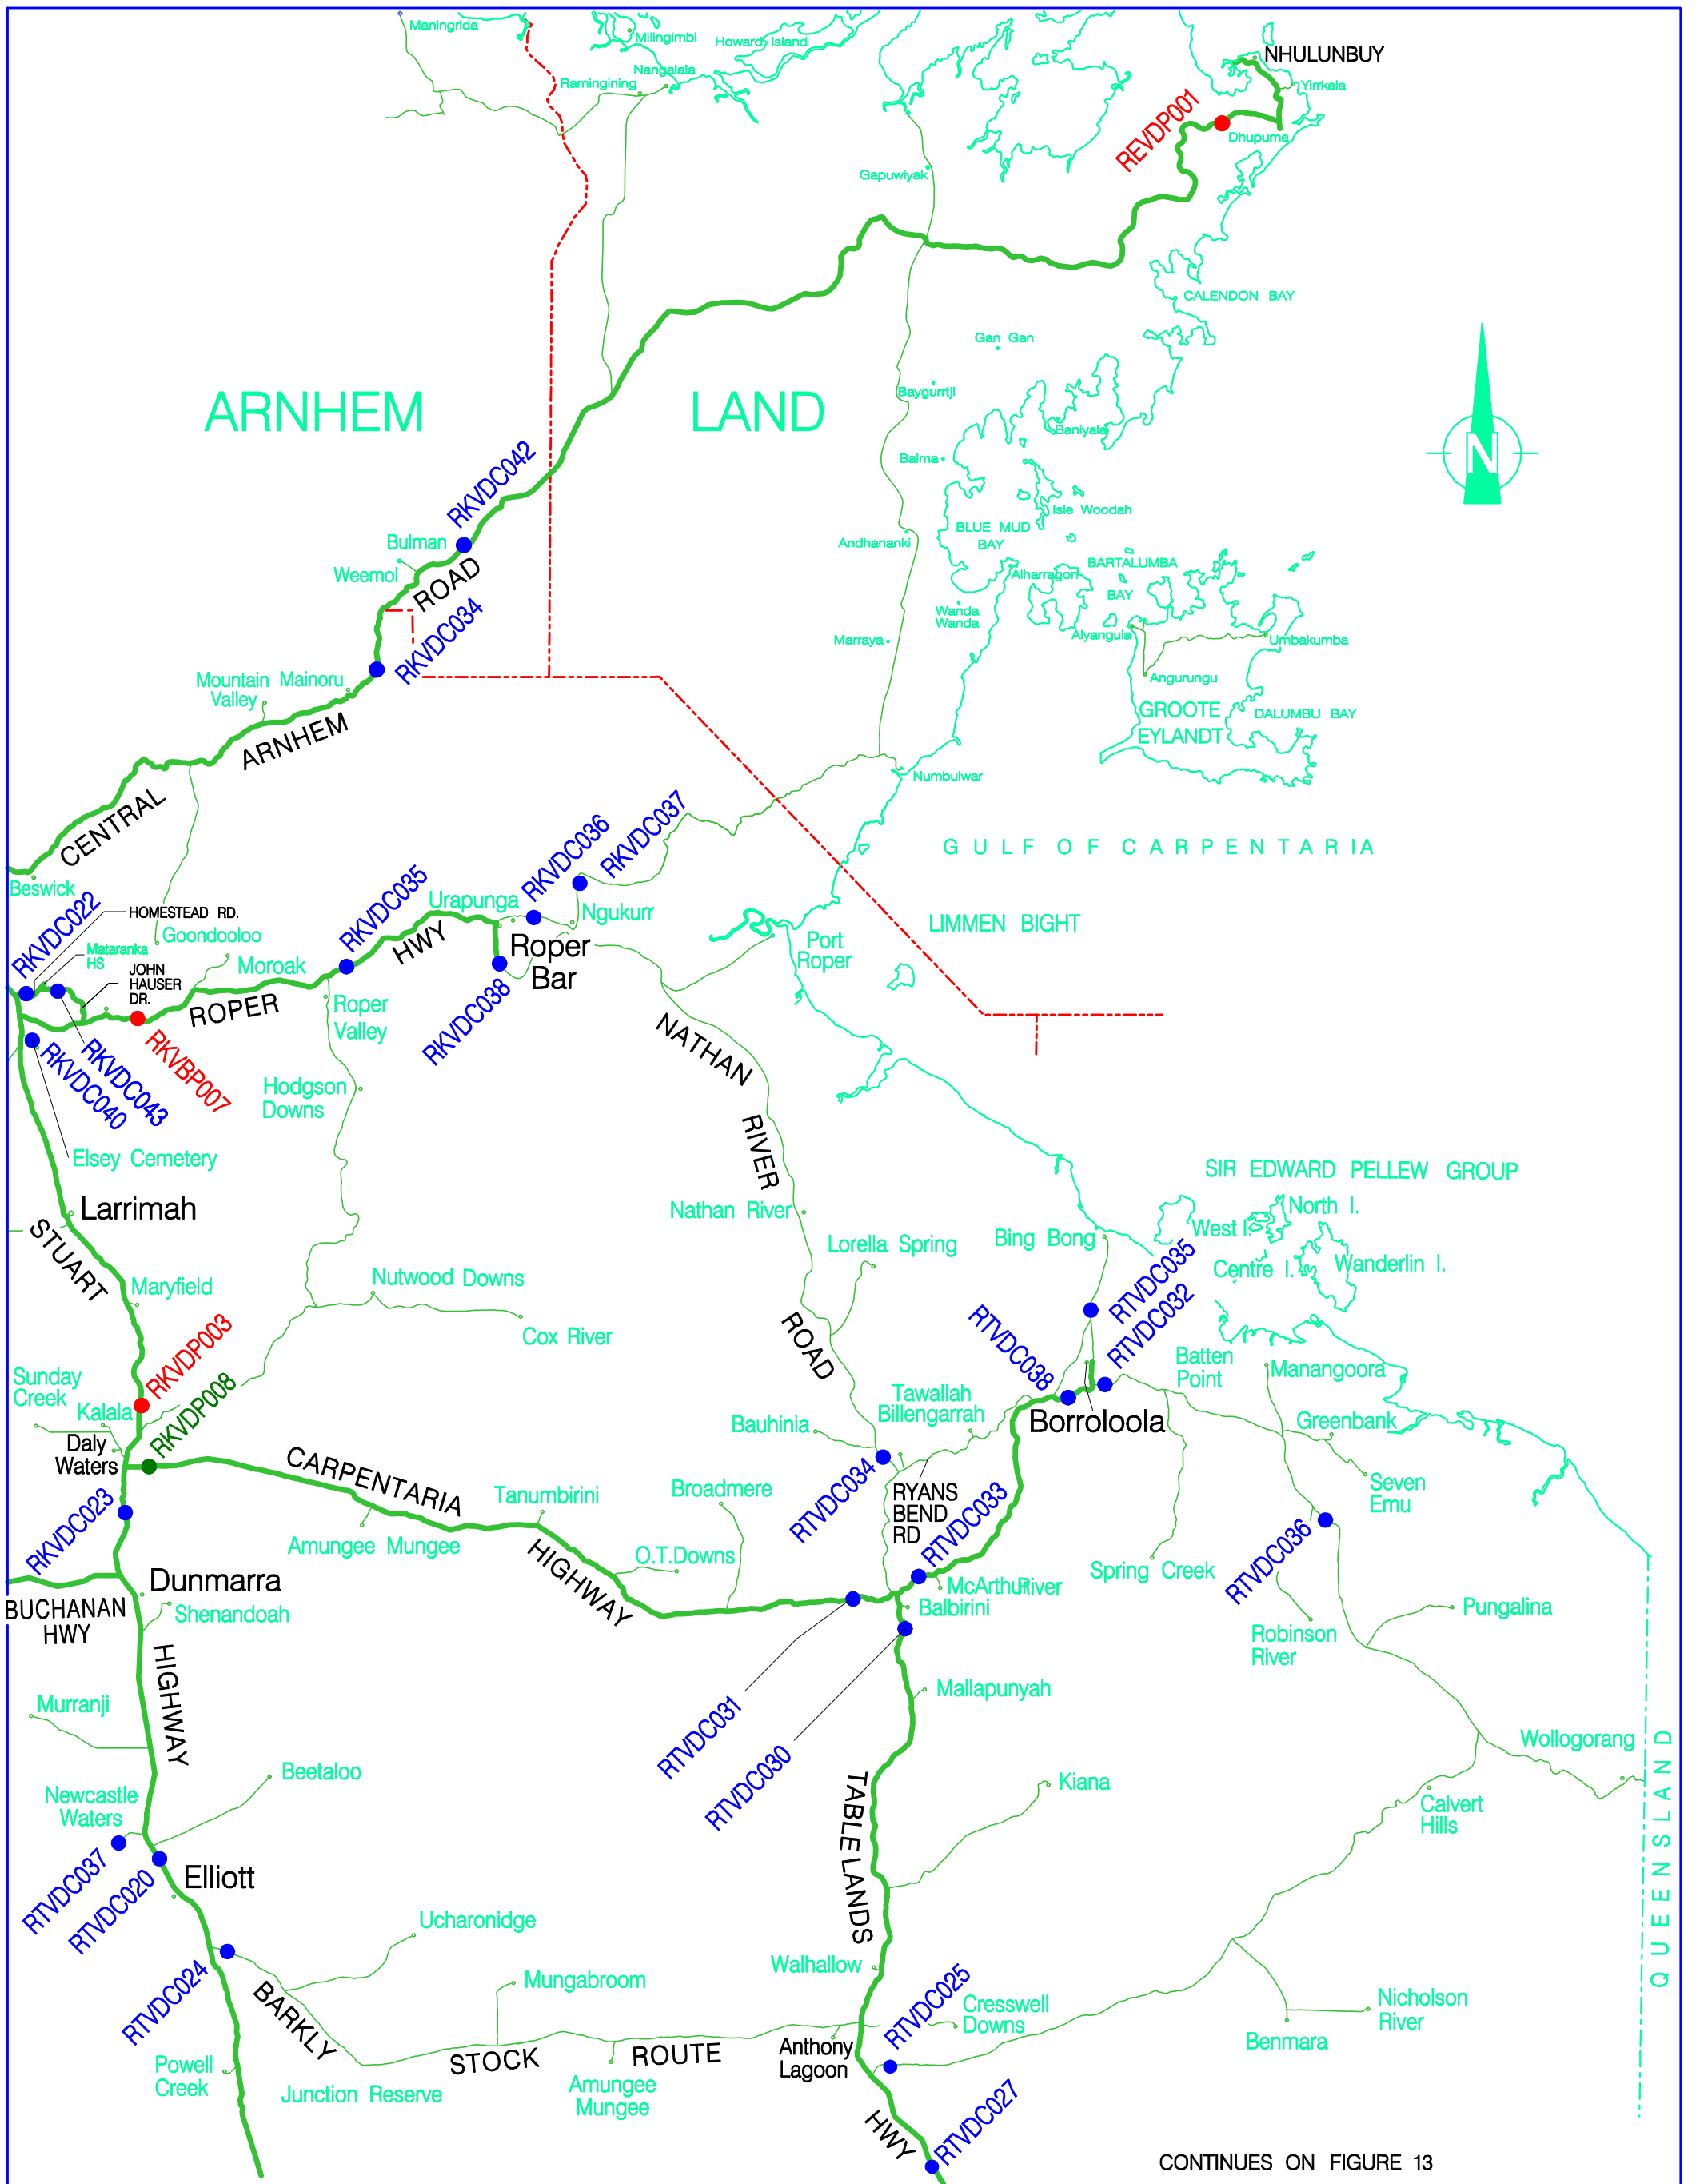 Maningrida
Milingimbi
Howard Island
Nangalala
Ramingining
NHULUNBUY
Yirrkala
REVDP001
Dhupuma
Gapuwiyak
CALENDON BAY
Gan Gan
ARNHEM LAND
Baygurrtji
Baniyala
N
RKVDC042
Balma
Isle Woodah
BLUE MUD
BAY
Bulman
Andhananki
Weemol
ROAD
Alharragon
BARTALUMBA
BAY
Wanda
Wanda
RKVDC034
Marraya
Alyangula
Umbakumba
Mountain
Valley
Mainoru
Angurungu
GROOTE
EYLANDT
DALUMBU BAY
ARNHEM
Numbulwar
CENTRAL
RKVDC036
RKVDC037
GULF OF CARPENTARIA
Beswick
RKVDC022
HOMESTEAD RD.
Goondooloo
RKVDC035
Urapunga
Ngukurr
LIMMEN BIGHT
Mataranka
HS
JOHN
HAUSER
DR.
Moroak
HWY
Roper
Bar
Port
Roper
ROPER
Roper
Valley
RKVDC038
NATHAN
RKVDC040
RKVDC043
RKVBP007
Hodgson
Downs
RIVER
Elsey Cemetery
SIR EDWARD PELLEW GROUP
Larrimah
Nathan River
North I.
West I.
STUART
Lorella Spring
Bing Bong
Centre I.
Wanderlin I.
Maryfield
Nutwood Downs
RTVDC035
RTVDC032
Cox River
ROAD
RKVDP003
RTVDC038
Sunday
Creek
Kalala
RKVDP008
Batten
Point
Manangoora
Tawallah
Billengarrah
Bauhinia
Borroloola
Greenbank
Daly
Waters
CARPENTARIA
Seven
Emu
RKVDC023
Tanumbirini
Broadmere
RTVDC034
RYANS
BEND
RD
RTVDC033
Amungee Mungee
HIGHWAY
O.T.Downs
Spring Creek
RTVDC036
Dunmarra
McArthur River
Balbirini
BUCHANAN
HWY
Shenandoah
Pungalina
Robinson
River
HIGHWAY
Mallapunyah
Murranji
RTVDC031
RTVDC030
Wollogorang
Beetaloo
Newcastle
Waters
TABLELANDS
Kiana
Calvert
Hills
QUEENSLAND
RTVDC037
RTVDC020
Elliott
Ucharonidge
Walhallow
RTVDC024
Mungabroom
RTVDC025
Cresswell
Downs
Nicholson
River
BARKLY
STOCK
ROUTE
Anthony
Lagoon
Benmara
Powell
Creek
Junction Reserve
Amungee
Mungee
HWY
RTVDC027
CONTINUES ON FIGURE 13